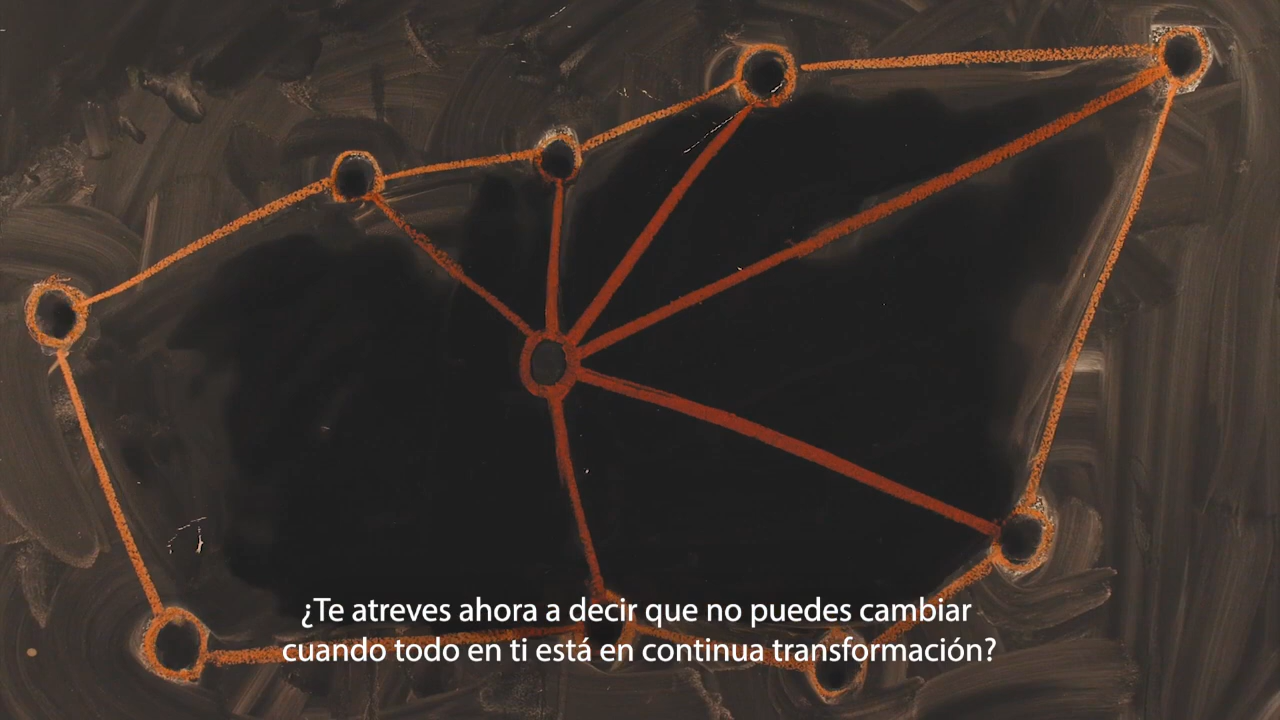 ¿Te atreves ahora a decir que no puedes cambiar
cuando todo en ti está en continua transformación?